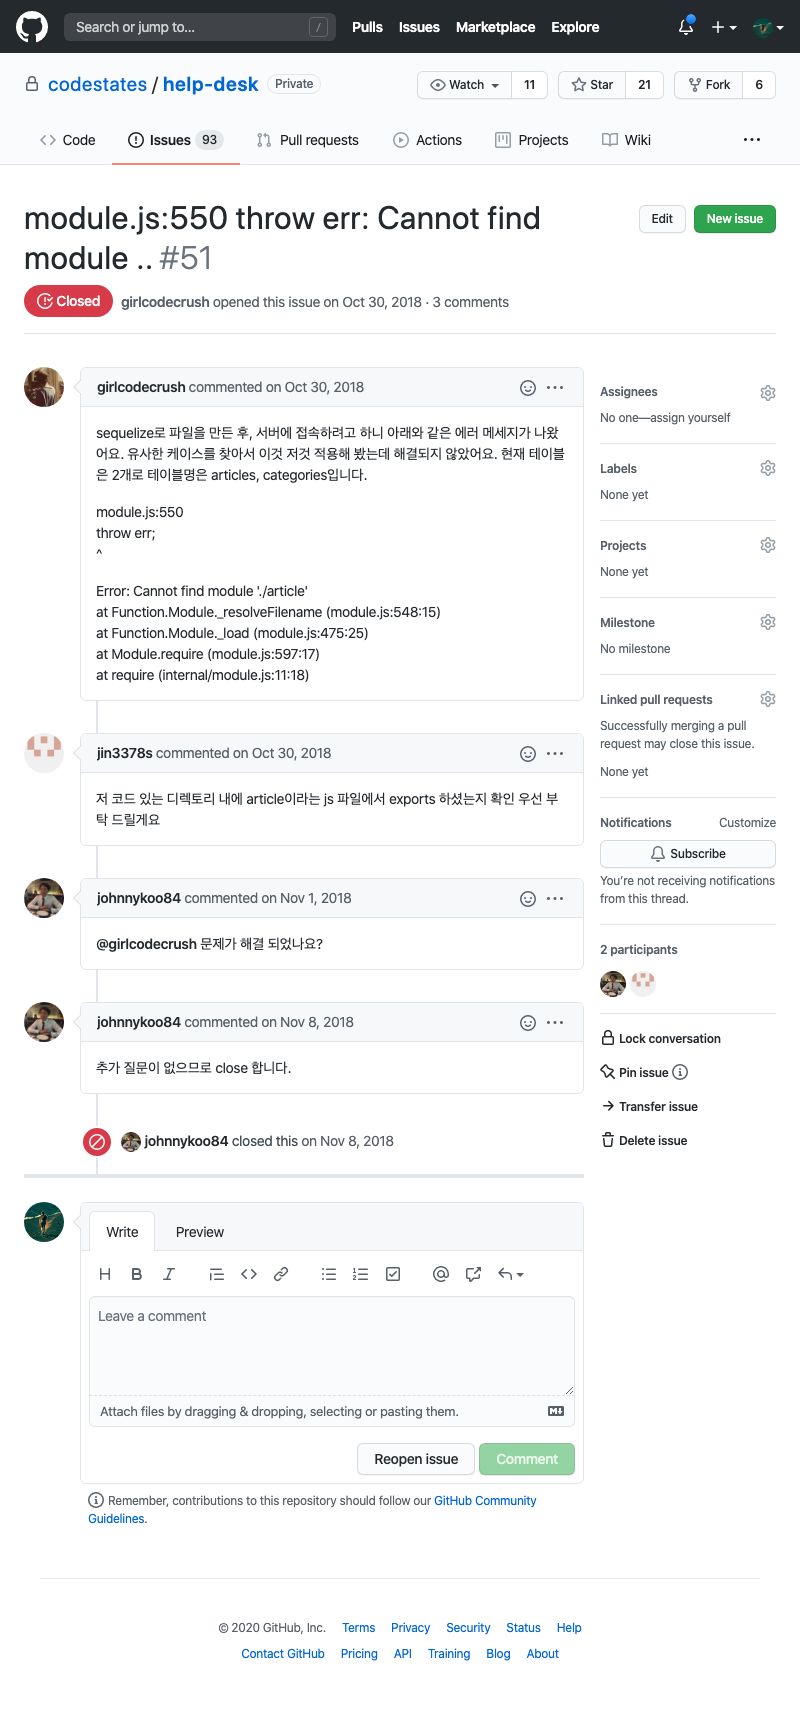 Search or jump to... /
Pulls Issues Marketplace Explore
codestates / help-desk Private
Watch 11 Star 21 Fork 6
Code Issues 93 Pull requests Actions Projects Wiki ...
module.js:550 throw err: Cannot find
module .. #51
Edit New issue
Closed girlcodecrush opened this issue on Oct 30, 2018 · 3 comments
girlcodecrush commented on Oct 30, 2018 ...
sequelize로 파일을 만든 후, 서버에 접속하려고 하니 아래와 같은 에러 메세지가 나왔
어요. 유사한 케이스를 찾아서 이것 저것 적용해 봤는데 해결되지 않았어요. 현재 테이블
은 2개로 테이블명은 articles, categories입니다.
module.js:550
throw err;
^
Error: Cannot find module './article'
at Function.Module._resolveFilename (module.js:548:15)
at Function.Module._load (module.js:475:25)
at Module.require (module.js:597:17)
at require (internal/module.js:11:18)
jin3378s commented on Oct 30, 2018 ...
저 코드 있는 디렉토리 내에 article이라는 js 파일에서 exports 하셨는지 확인 우선 부
탁 드릴게요
johnnykoo84 commented on Nov 1, 2018 ...
@girlcodecrush 문제가 해결 되었나요?
johnnykoo84 commented on Nov 8, 2018 ...
추가 질문이 없으므로 close 합니다.
johnnykoo84 closed this on Nov 8, 2018
Assignees
No one—assign yourself
Labels
None yet
Projects
None yet
Milestone
No milestone
Linked pull requests
Successfully merging a pull
request may close this issue.
None yet
Notifications Customize
Subscribe
You're not receiving notifications
from this thread.
2 participants
Lock conversation
Pin issue
Transfer issue
Delete issue
Write Preview
H B I @
Leave a comment
Attach files by dragging & dropping, selecting or pasting them.
Reopen issue Comment
Remember, contributions to this repository should follow our GitHub Community
Guidelines.
© 2020 GitHub, Inc. Terms Privacy Security Status Help
Contact GitHub Pricing API Training Blog About